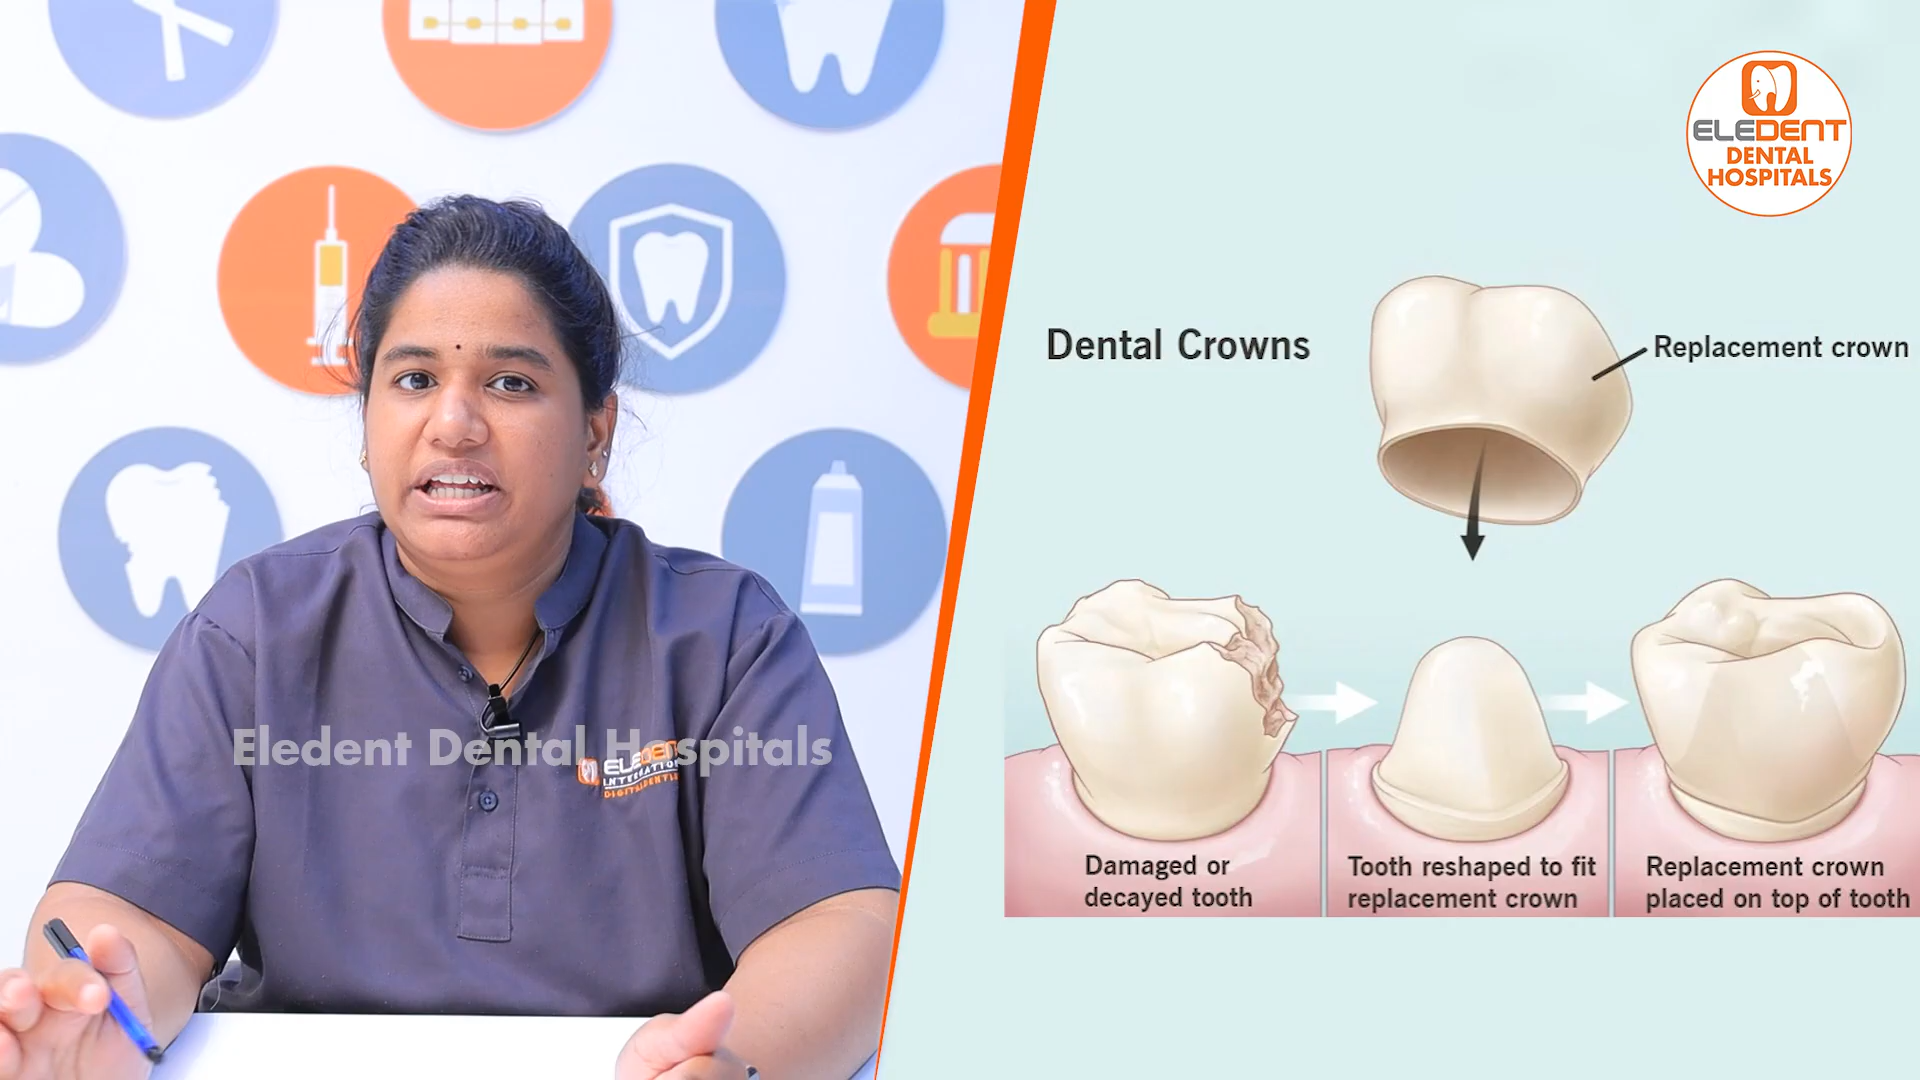 ELEDENT
DENTAL
HOSPITALS
Dental Crowns
Replacement crown
Eledent Dental Hospitals
Damaged or
decayed tooth
Tooth reshaped to fit
replacement crown
Replacement crown
placed on top of tooth